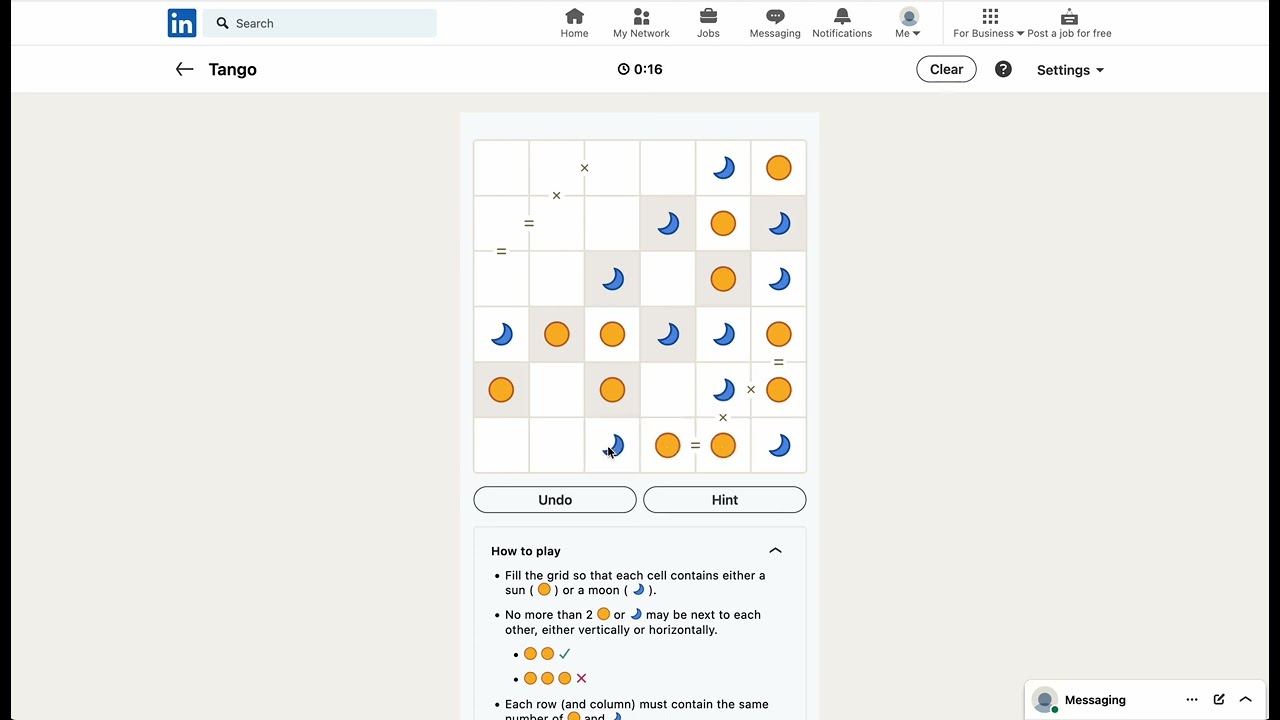 in
Search
Home
My Network
Jobs
Messaging
Notifications
Me
For Business
Post a job for free
Tango
0:16
Clear
?
Settings
×
×
=
=
=
×
×
=
Undo
Hint
How to play
• Fill the grid so that each cell contains either a
sun ( ) or a moon ( ).
• No more than 2 or may be next to each
other, either vertically or horizontally.
• Each row (and column) must contain the same
number of and
Messaging